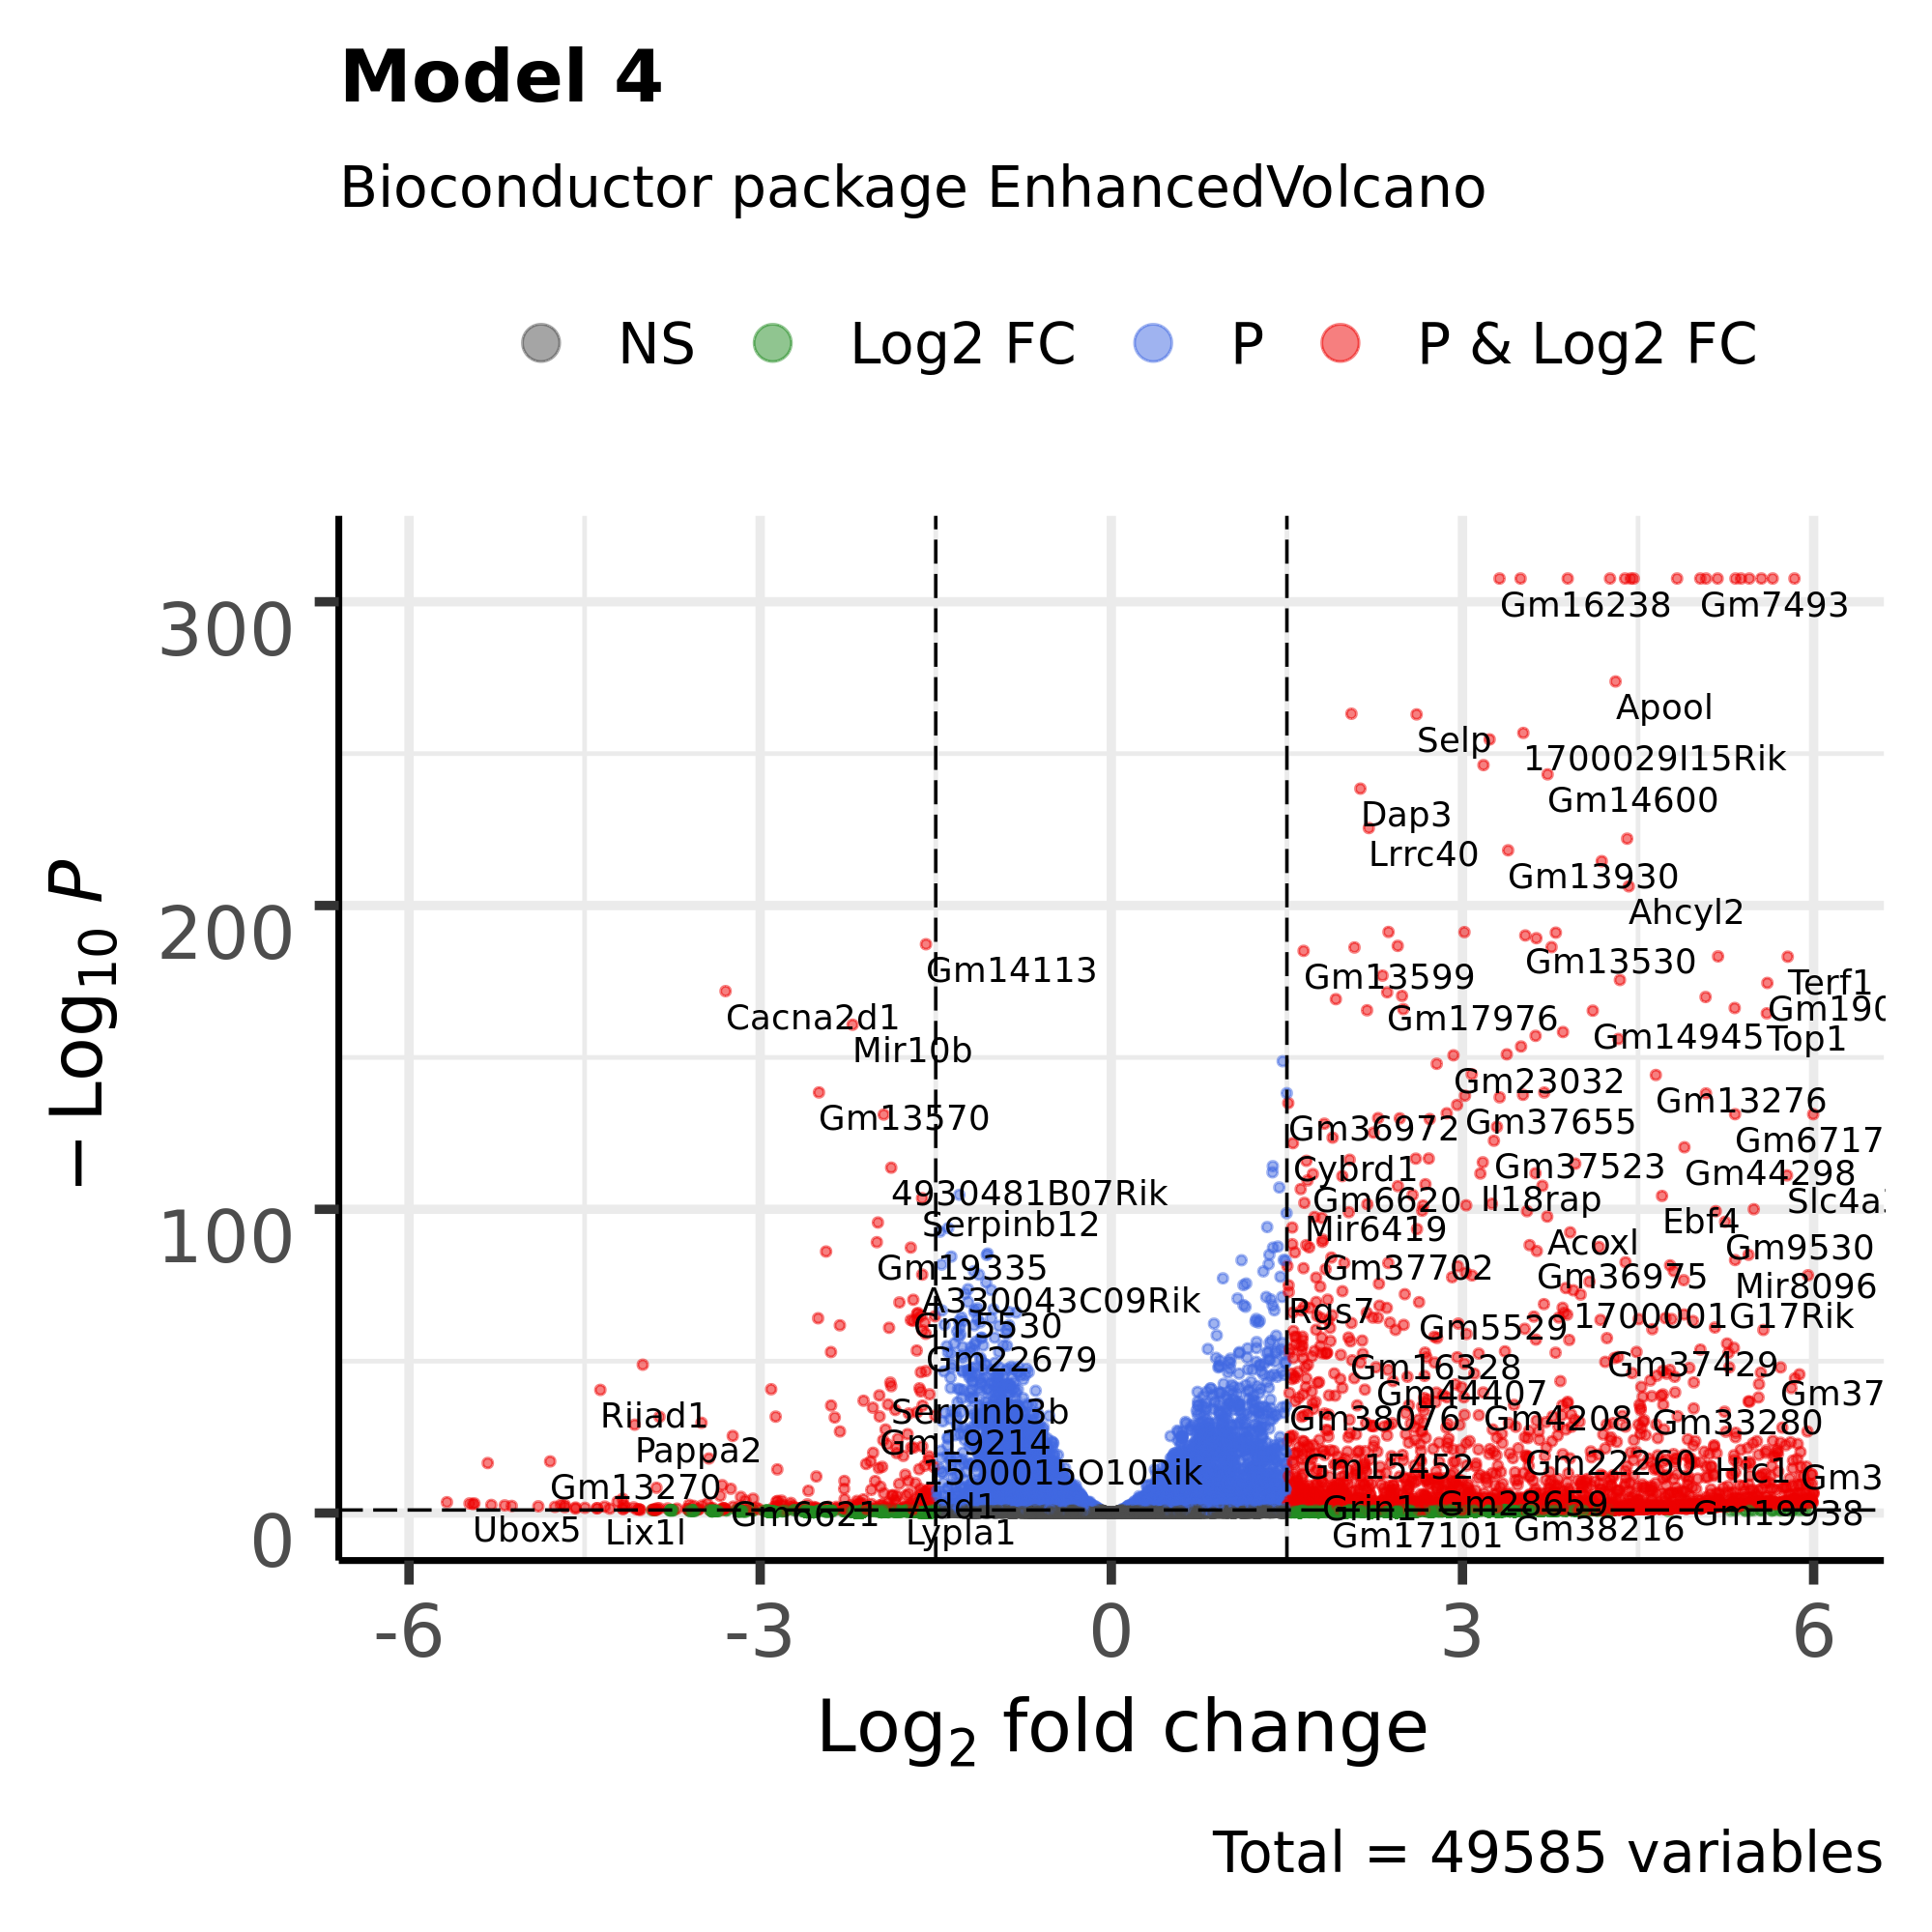 Model 4
Bioconductor package EnhancedVolcano
NS Log2 FC P P & Log2 FC
− Log10 P
300
200
100
0
Gm16238 Gm7493
Apool
Selp
1700029I15Rik
Gm14600
Dap3
Lrrc40
Gm13930
Ahcyl2
Gm13530
Gm14113
Gm13599
Terf1
Gm190
Cacna2d1
Gm17976
Gm14945
Top1
Mir10b
Gm23032
Gm13276
Gm13570
Gm36972
Gm37655
Gm6717
Cybrd1
Gm37523
Gm44298
4930481B07Rik
Gm6620
Il18rap
Slc4a
Serpinb12
Mir6419
Ebf4
Acoxl
Gm9530
Gm19335
Gm37702
Gm36975
Mir8096
A330043C09Rik
Rgs7
1700001G17Rik
Gm5530
Gm5529
Gm22679
Gm16328
Gm37429
Gm44407
Gm37
Riiad1
Serpinb3b
Gm38076
Gm4208
Gm33280
Pappa2
Gm19214
Gm15452
Gm22260
Hic1
Gm3
1500015O10Rik
Gm13270
Add1
Grin1
Gm28659
Gm6621
Gm19938
Ubox5
Lix1l
Lypla1
Gm17101
Gm38216
-6 -3 0 3 6
Log2 fold change
Total = 49585 variables